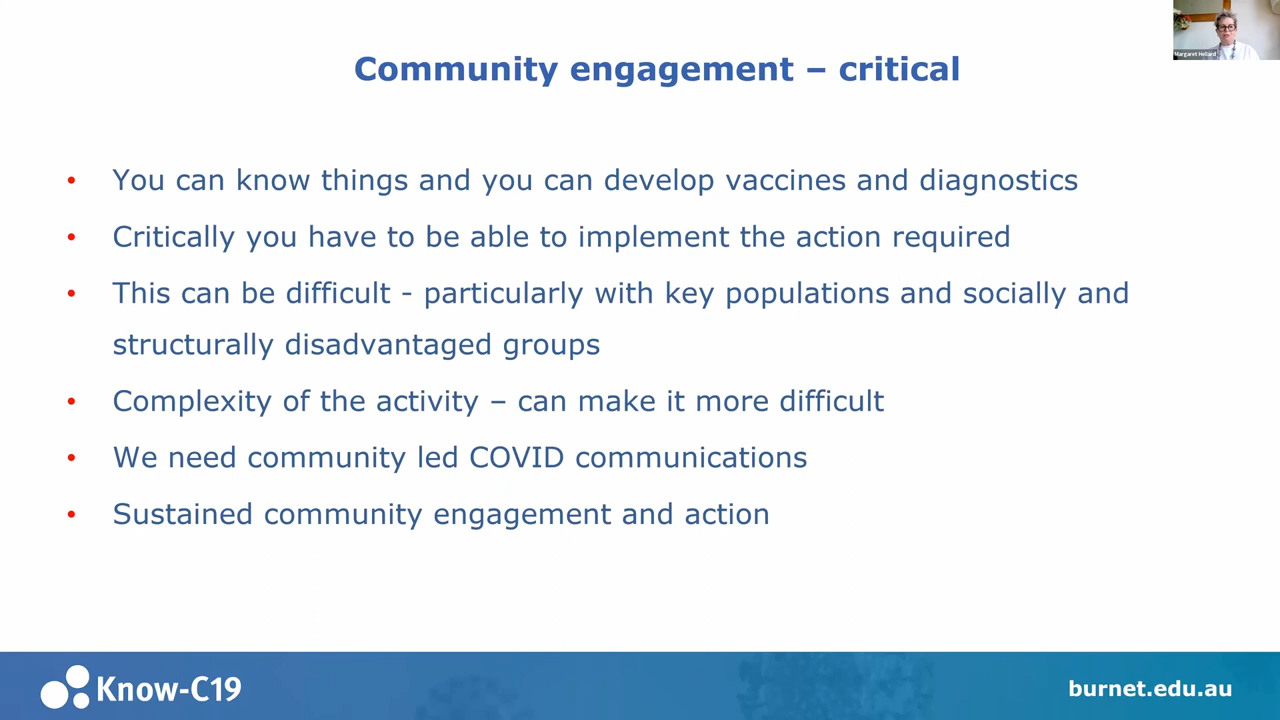 Community engagement – critical
Margaret Hellard
• You can know things and you can develop vaccines and diagnostics
• Critically you have to be able to implement the action required
• This can be difficult - particularly with key populations and socially and
structurally disadvantaged groups
• Complexity of the activity – can make it more difficult
• We need community led COVID communications
• Sustained community engagement and action
Know-C19
burnet.edu.au